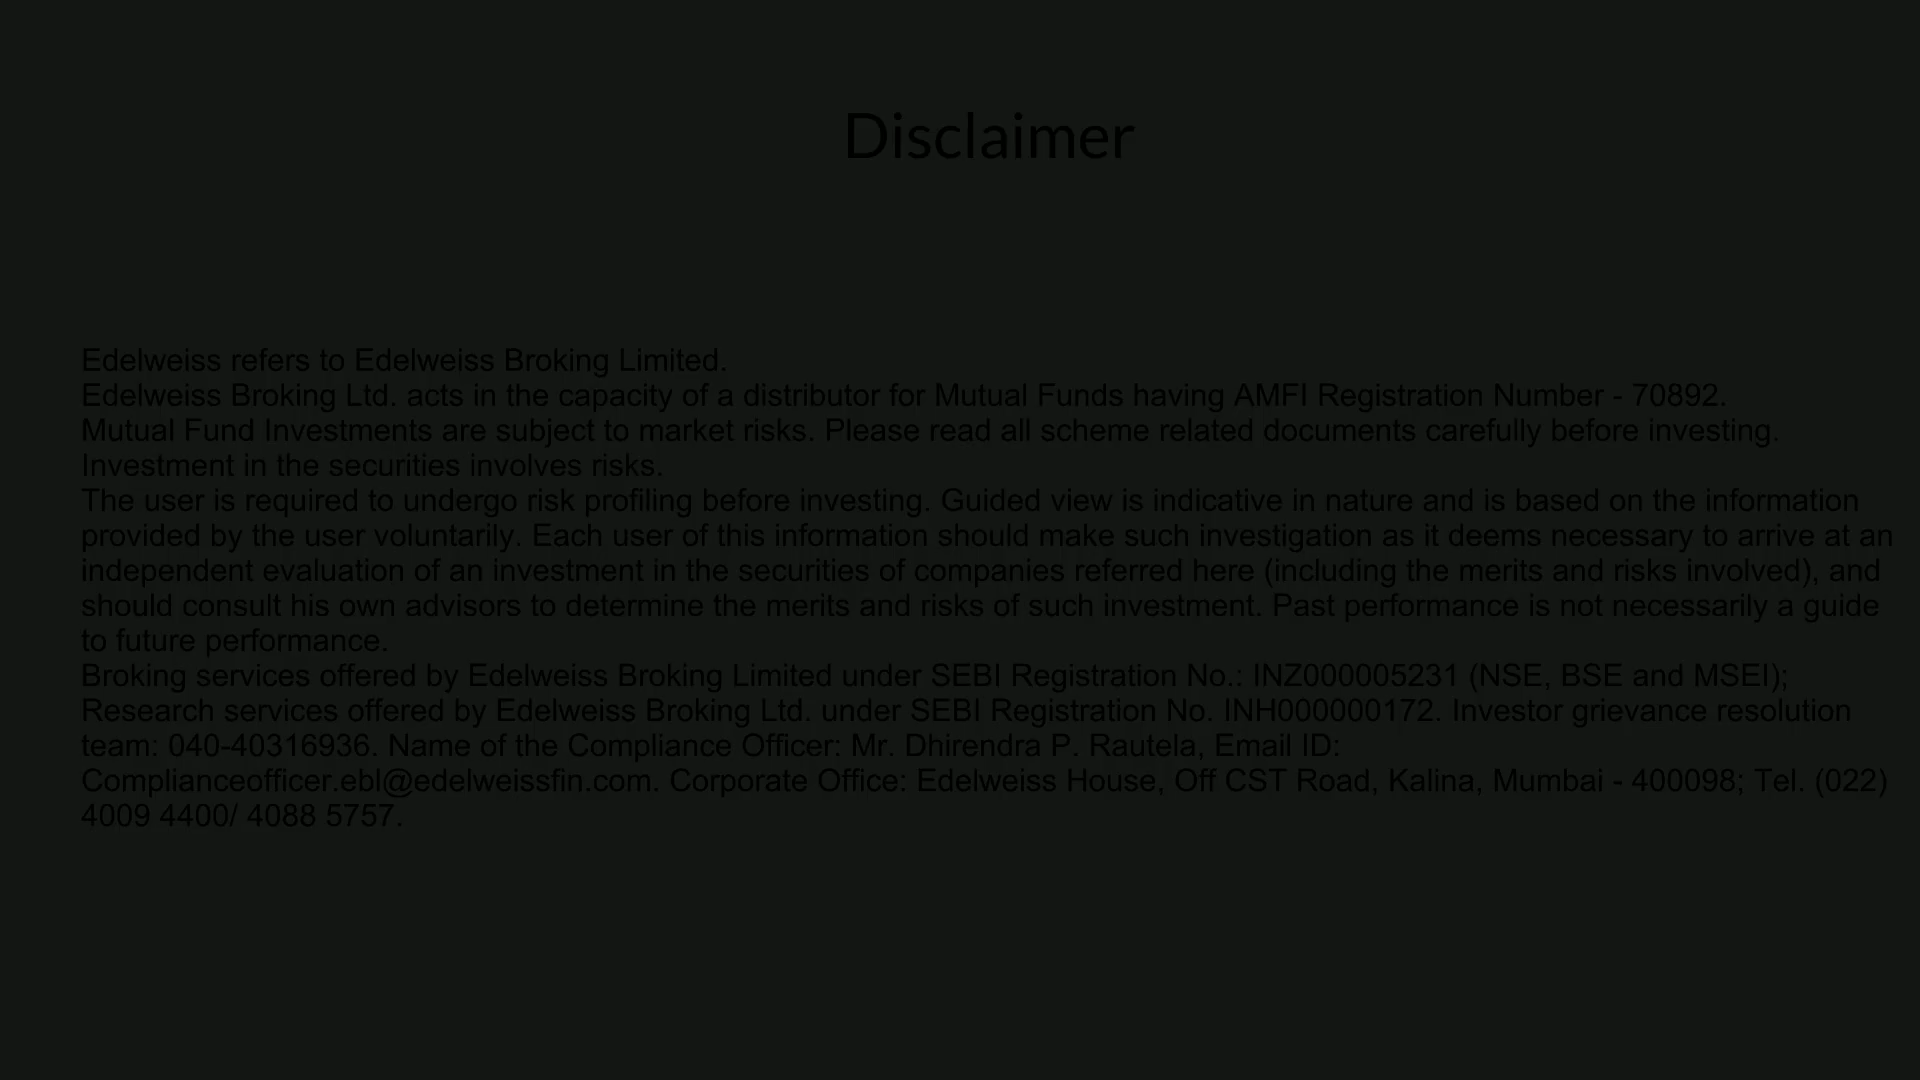 Disclaimer
Edelweiss refers to Edelweiss Broking Limited.
Edelweiss Broking Ltd. acts in the capacity of a distributor for Mutual Funds having AMFI Registration Number - 70892.
Mutual Fund Investments are subject to market risks. Please read all scheme related documents carefully before investing.
Investment in the securities involves risks.
The user is required to undergo risk profiling before investing. Guided view is indicative in nature and is based on the information
provided by the user voluntarily. Each user of this information should make such investigation as it deems necessary to arrive at an
independent evaluation of an investment in the securities of companies referred here (including the merits and risks involved), and
should consult his own advisors to determine the merits and risks of such investment. Past performance is not necessarily a guide
to future performance.
Broking services offered by Edelweiss Broking Limited under SEBI Registration No.: INZ000005231 (NSE, BSE and MSEI);
Research services offered by Edelweiss Broking Ltd. under SEBI Registration No. INH000000172. Investor grievance resolution
team: 040-40316936. Name of the Compliance Officer: Mr. Dhirendra P. Rautela, Email ID:
Complianceofficer.ebl@edelweissfin.com. Corporate Office: Edelweiss House, Off CST Road, Kalina, Mumbai - 400098; Tel. (022)
4009 4400/ 4088 5757.